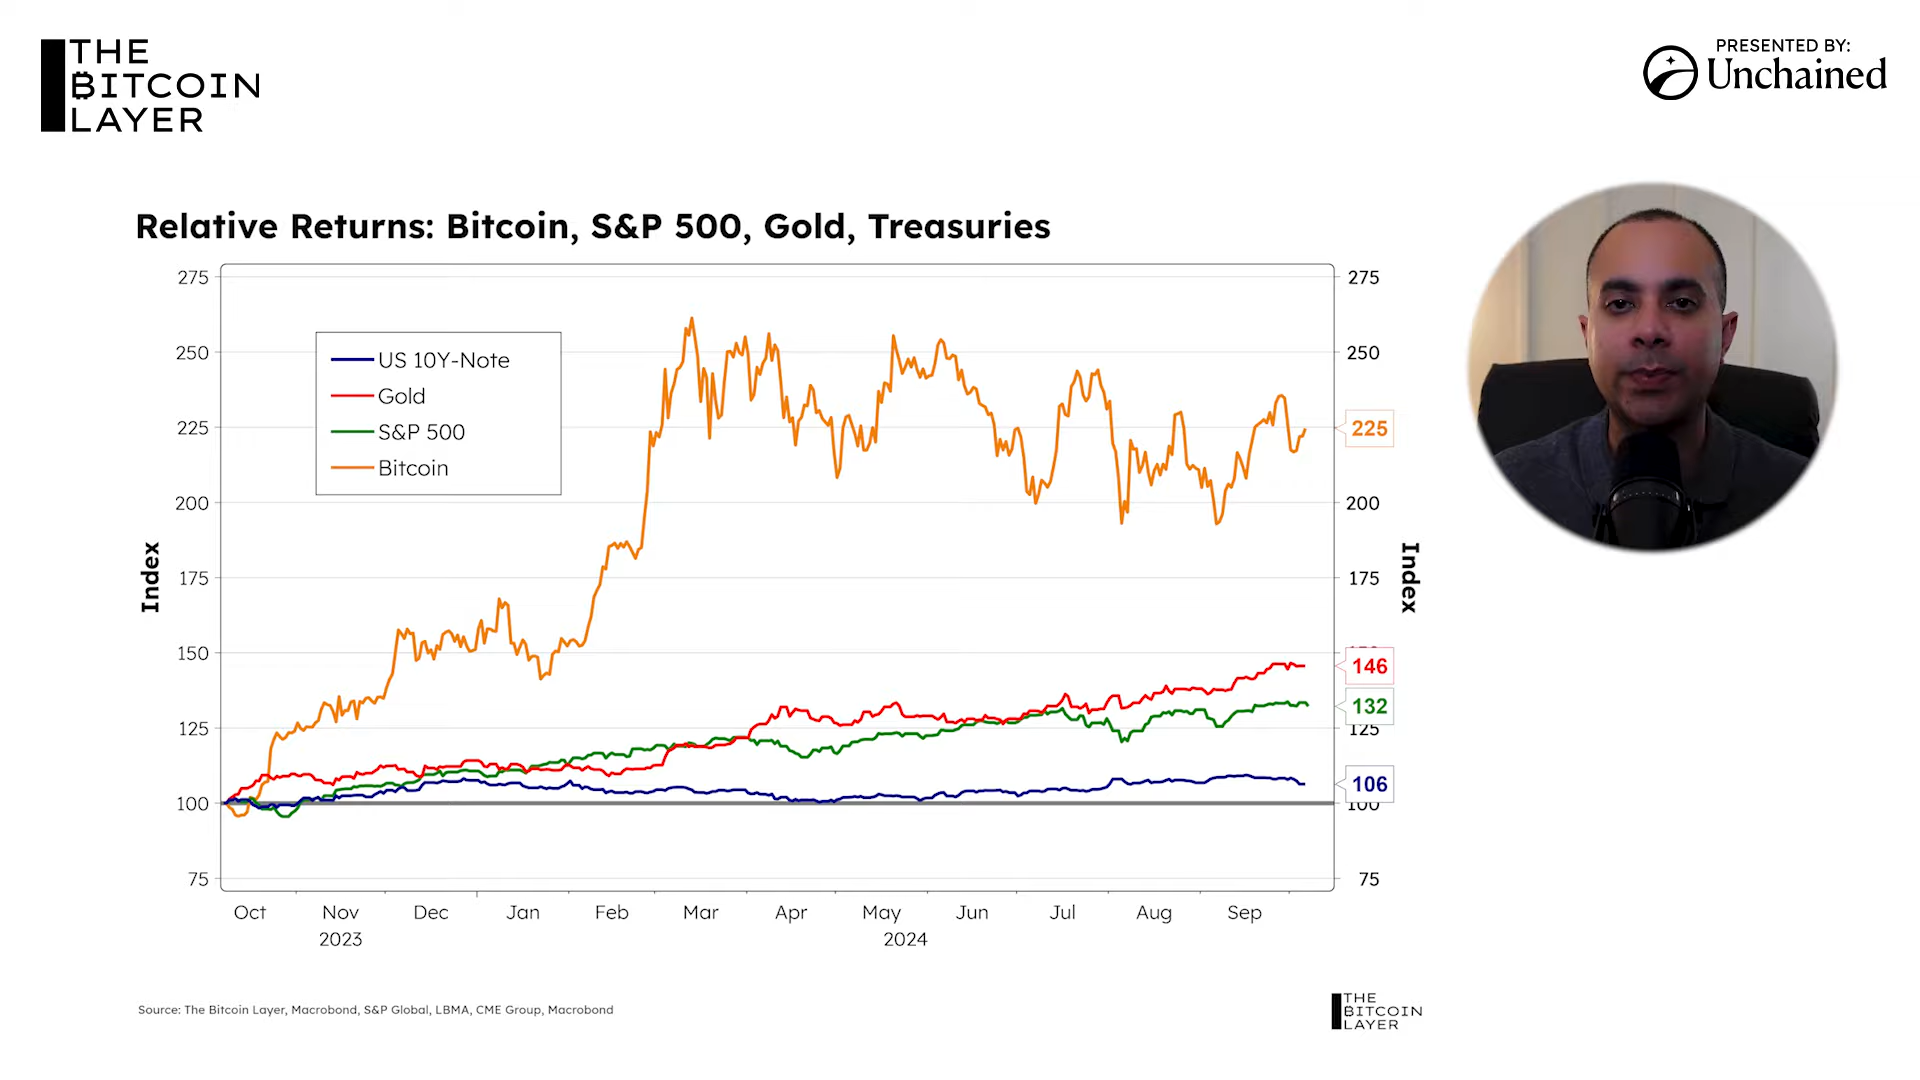 THE
BITCOIN
LAYER
PRESENTED BY:
Unchained
Relative Returns: Bitcoin, S&P 500, Gold, Treasuries
275
250
225
200
175
150
125
100
75
Index
US 10Y-Note
Gold
S&P 500
Bitcoin
275
250
225
200
175
146
132
125
106
100
75
Index
Oct
Nov
Dec
Jan
Feb
Mar
Apr
May
Jun
Jul
Aug
Sep
2023
2024
Source: The Bitcoin Layer, Macrobond, S&P Global, LBMA, CME Group, Macrobond
THE
BITCOIN
LAYER